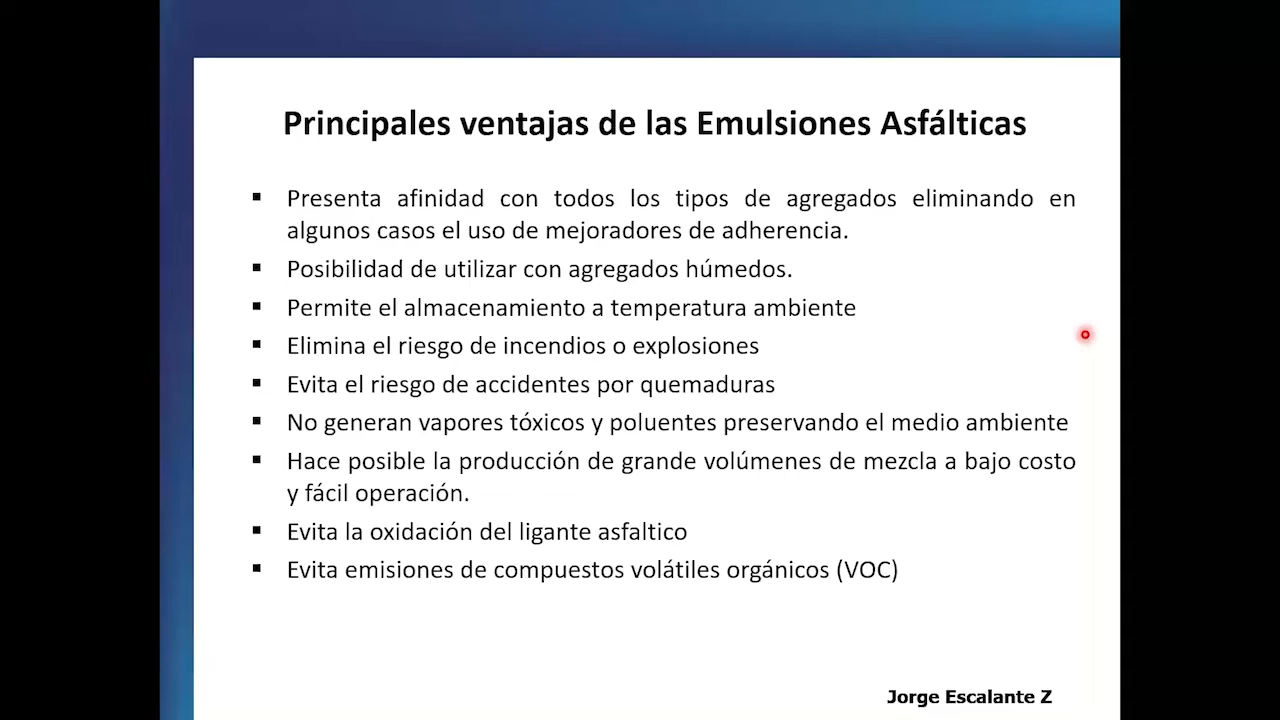 Principales ventajas de las Emulsiones Asfálticas
▪ Presenta afinidad con todos los tipos de agregados eliminando en
algunos casos el uso de mejoradores de adherencia.
▪ Posibilidad de utilizar con agregados húmedos.
▪ Permite el almacenamiento a temperatura ambiente
▪ Elimina el riesgo de incendios o explosiones
▪ Evita el riesgo de accidentes por quemaduras
▪ No generan vapores tóxicos y poluentes preservando el medio ambiente
▪ Hace posible la producción de grande volúmenes de mezcla a bajo costo
y fácil operación.
▪ Evita la oxidación del ligante asfaltico
▪ Evita emisiones de compuestos volátiles orgánicos (VOC)
Jorge Escalante Z